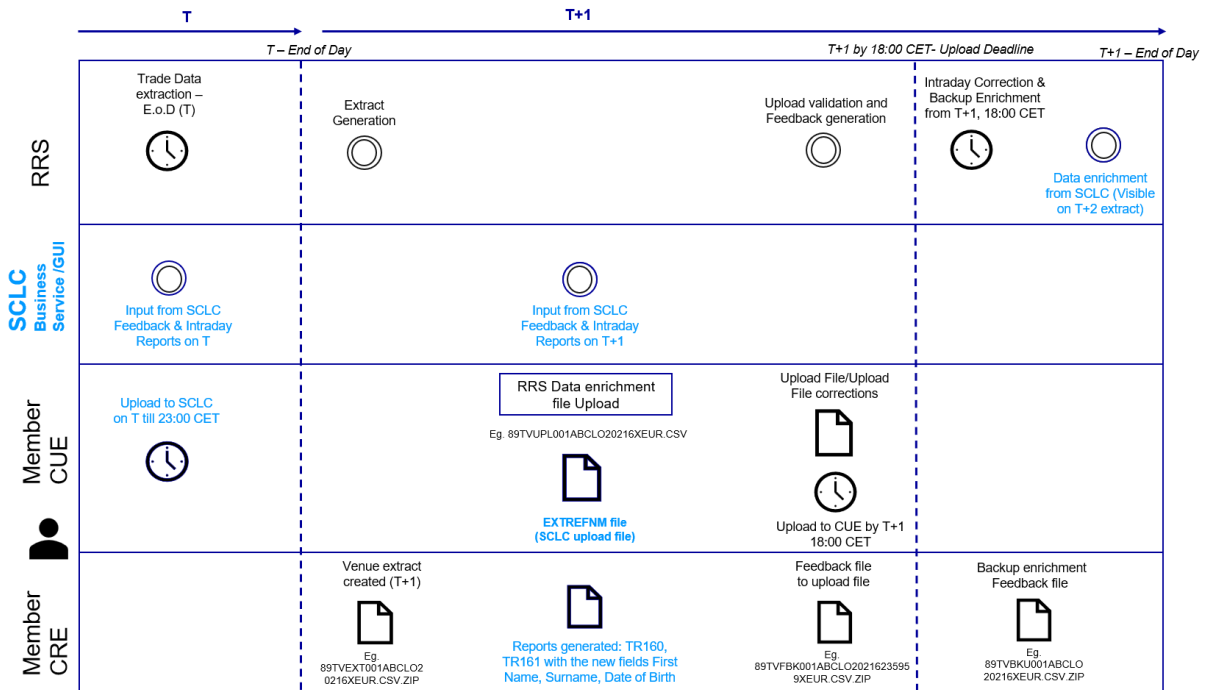 T
T+1
T – End of Day
T+1 by 18:00 CET- Upload Deadline
T+1 – End of Day
RRS
Trade Data
extraction –
E.o.D (T)
Extract
Generation
Upload validation and
Feedback generation
Intraday Correction &
Backup Enrichment
from T+1, 18:00 CET
Data enrichment
from SCLC (Visible
on T+2 extract)
SCLC
Business
Service /GUI
Input from SCLC
Feedback & Intraday
Reports on T
Input from SCLC
Feedback & Intraday
Reports on T+1
Member
CUE
Upload to SCLC
on T till 23:00 CET
RRS Data enrichment
file Upload
Eg. 89TVUPL001ABCLO20216XEUR.CSV
EXTREFNM file
(SCLC upload file)
Upload File/Upload
File corrections
Upload to CUE by T+1
18:00 CET
Member
CRE
Venue extract
created (T+1)
Eg.
89TVEXT001ABCLO2
0216XEUR.CSV.ZIP
Reports generated: TR160,
TR161 with the new fields First
Name, Surname, Date of Birth
Feedback file
to upload file
Eg.
89TVFBK001ABCLO2021623595
9XEUR.CSV.ZIP
Backup enrichment
Feedback file
Eg.
89TVBKU001ABCLO
20216XEUR.CSV.ZIP